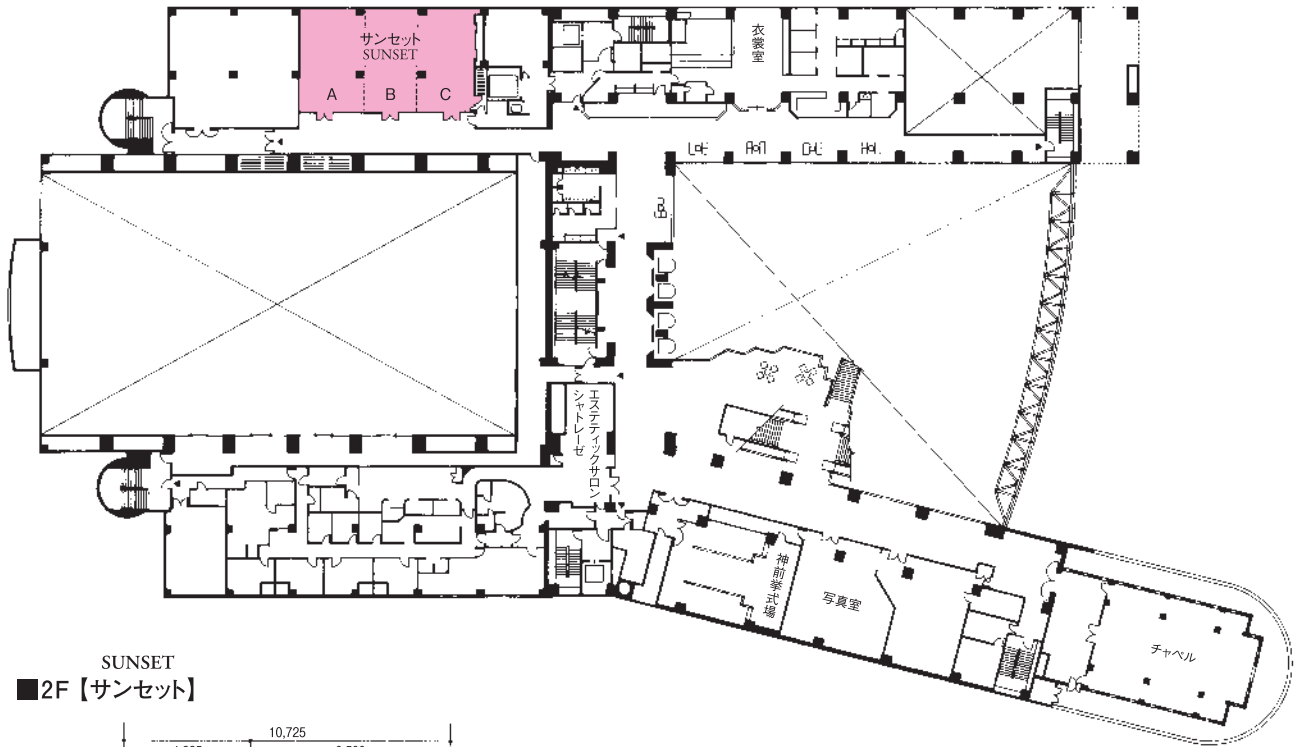 サンセット
SUNSET
A
B
C
衣裳室
エステティックサロン
シャトレーゼ
神前挙式場
写真室
チャペル
SUNSET
■2F【サンセット】
10,725